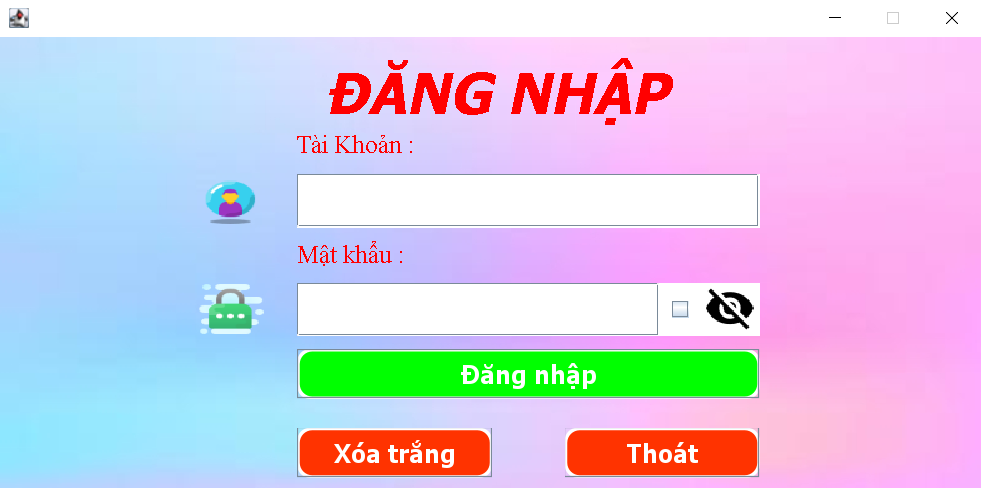 ĐĂNG NHẬP
Tài Khoản :
Mật khẩu :
Đăng nhập
Xóa trắng
Thoát